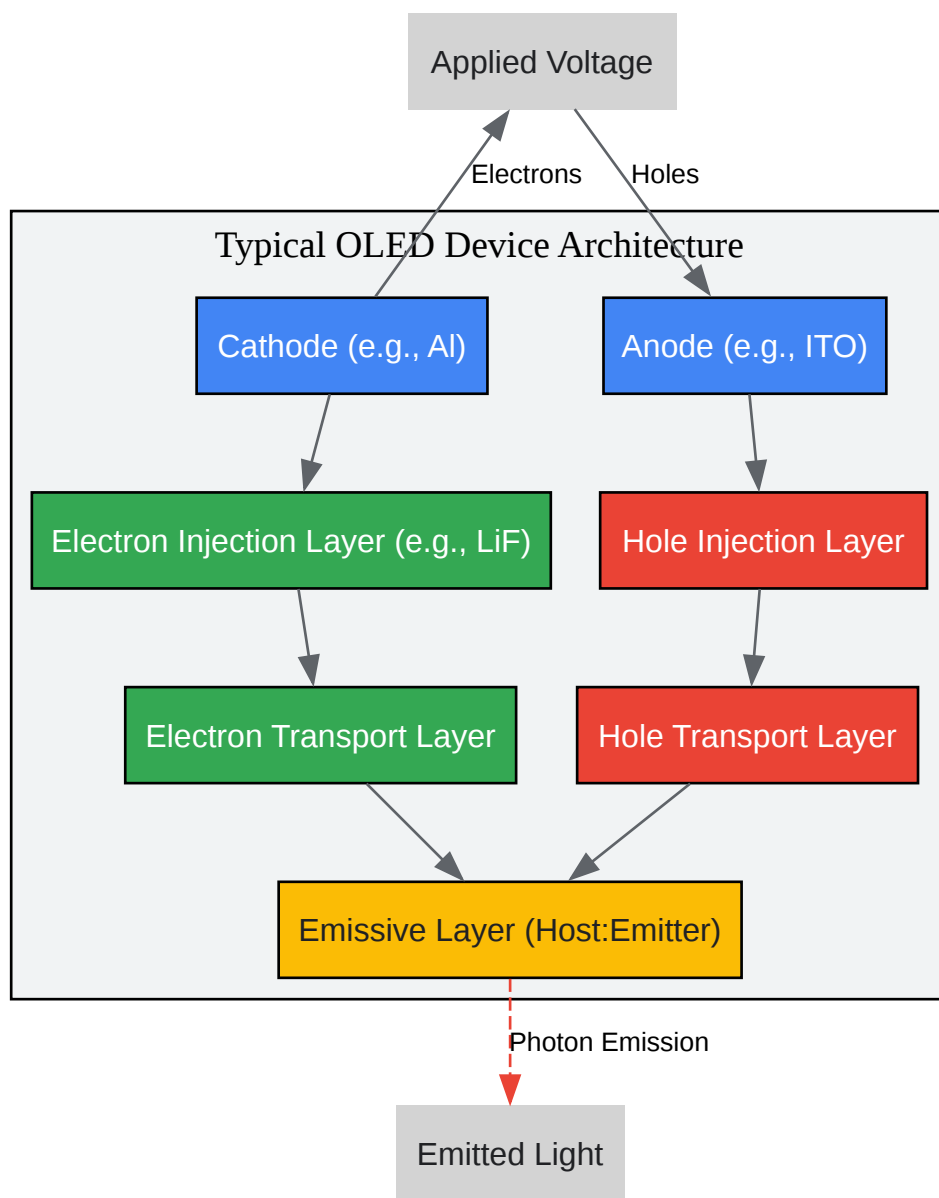 Applied Voltage
Electrons
Holes
Typical OLED Device Architecture
Cathode (e.g., Al)
Anode (e.g., ITO)
Electron Injection Layer (e.g., LiF)
Hole Injection Layer
Electron Transport Layer
Hole Transport Layer
Emissive Layer (Host:Emitter)
Photon Emission
Emitted Light